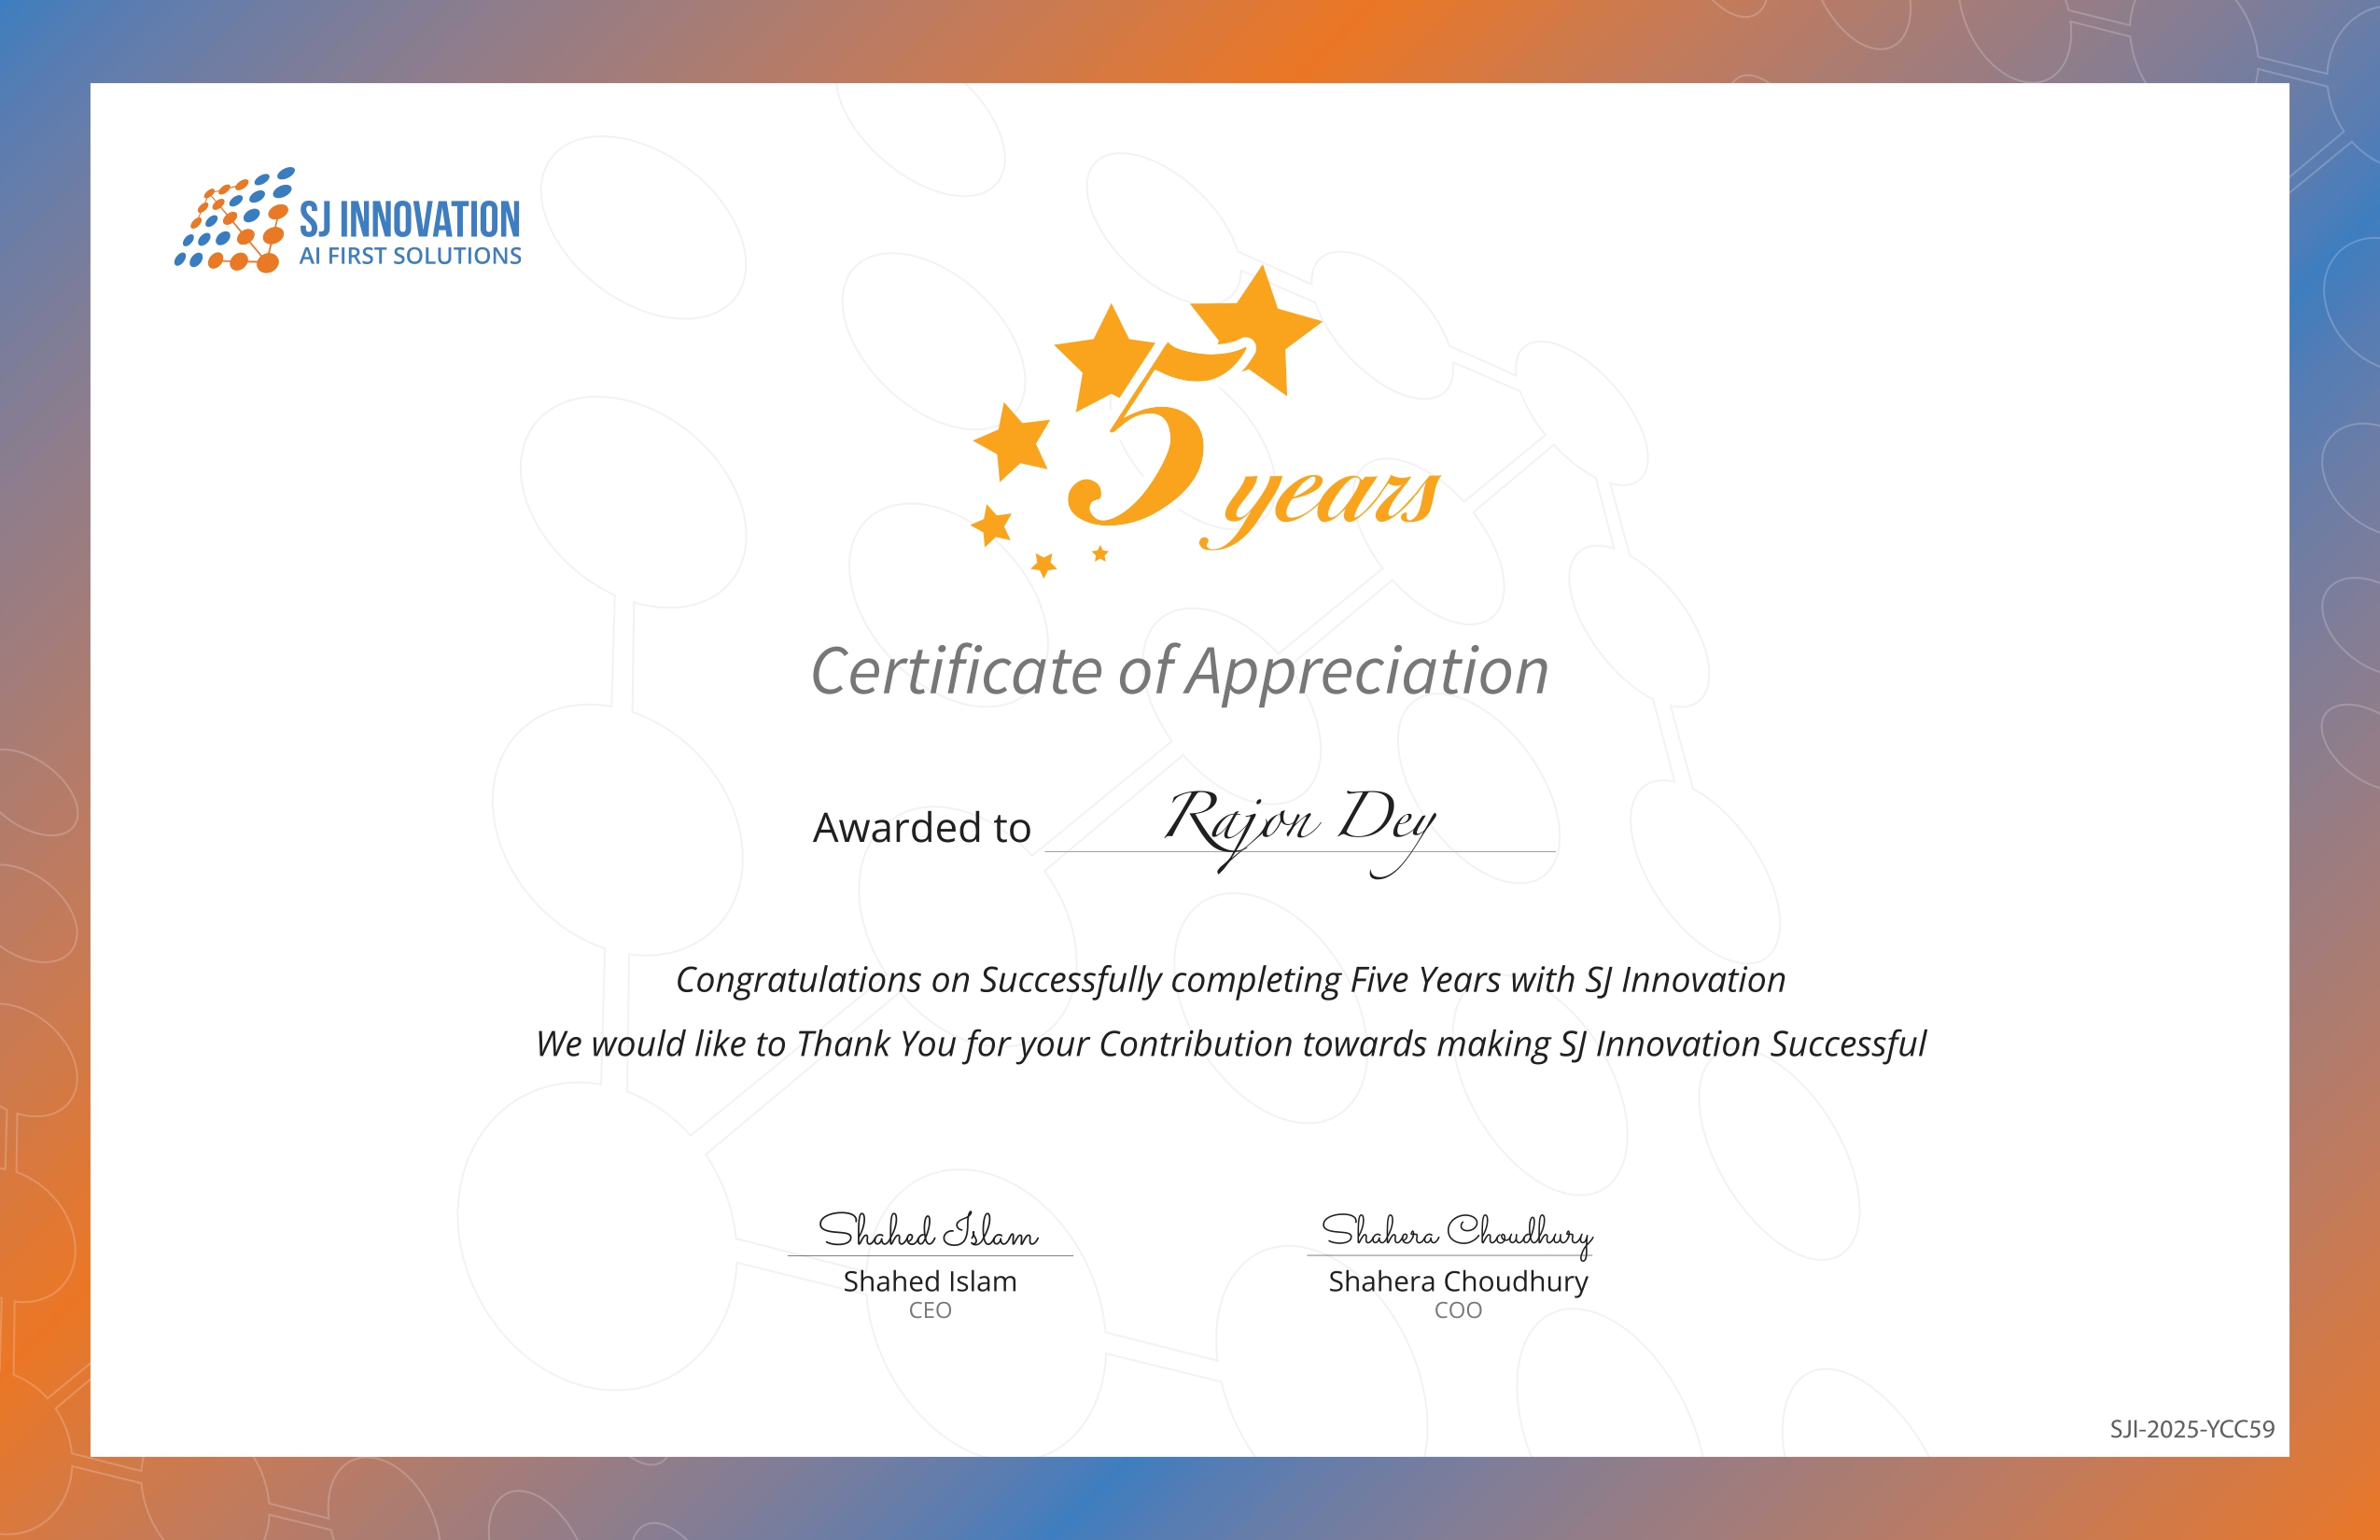 SJ INNOVATION
AI FIRST SOLUTIONS
5 years
Certificate of Appreciation
Awarded to Rajon Dey
Congratulations on Successfully completing Five Years with SJ Innovation
We would like to Thank You for your Contribution towards making SJ Innovation Successful
Shahed Islam Shahera Choudhury
Shahed Islam Shahera Choudhury
CEO COO
SJI-2025-YCC59